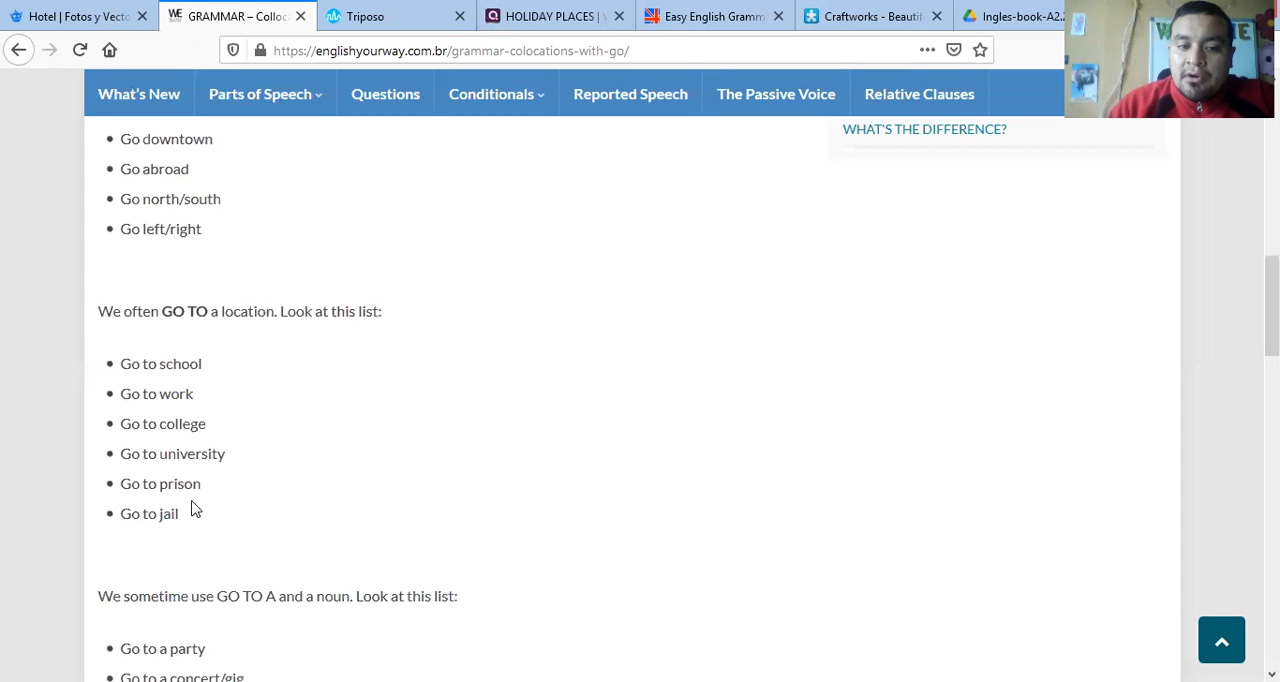 Hotel | Fotos y Vecto
GRAMMAR – Colloc
Triposo
HOLIDAY PLACES | V
Easy English Gramm
Craftworks - Beautif
Ingles-book-A2.2
https://englishyourway.com.br/grammar-colocations-with-go/
What's New
Parts of Speech
Questions
Conditionals
Reported Speech
The Passive Voice
Relative Clauses
WHAT'S THE DIFFERENCE?
Go downtown
Go abroad
Go north/south
Go left/right
We often GO TO a location. Look at this list:
Go to school
Go to work
Go to college
Go to university
Go to prison
Go to jail
We sometime use GO TO A and a noun. Look at this list:
Go to a party
Go to a concert/gig